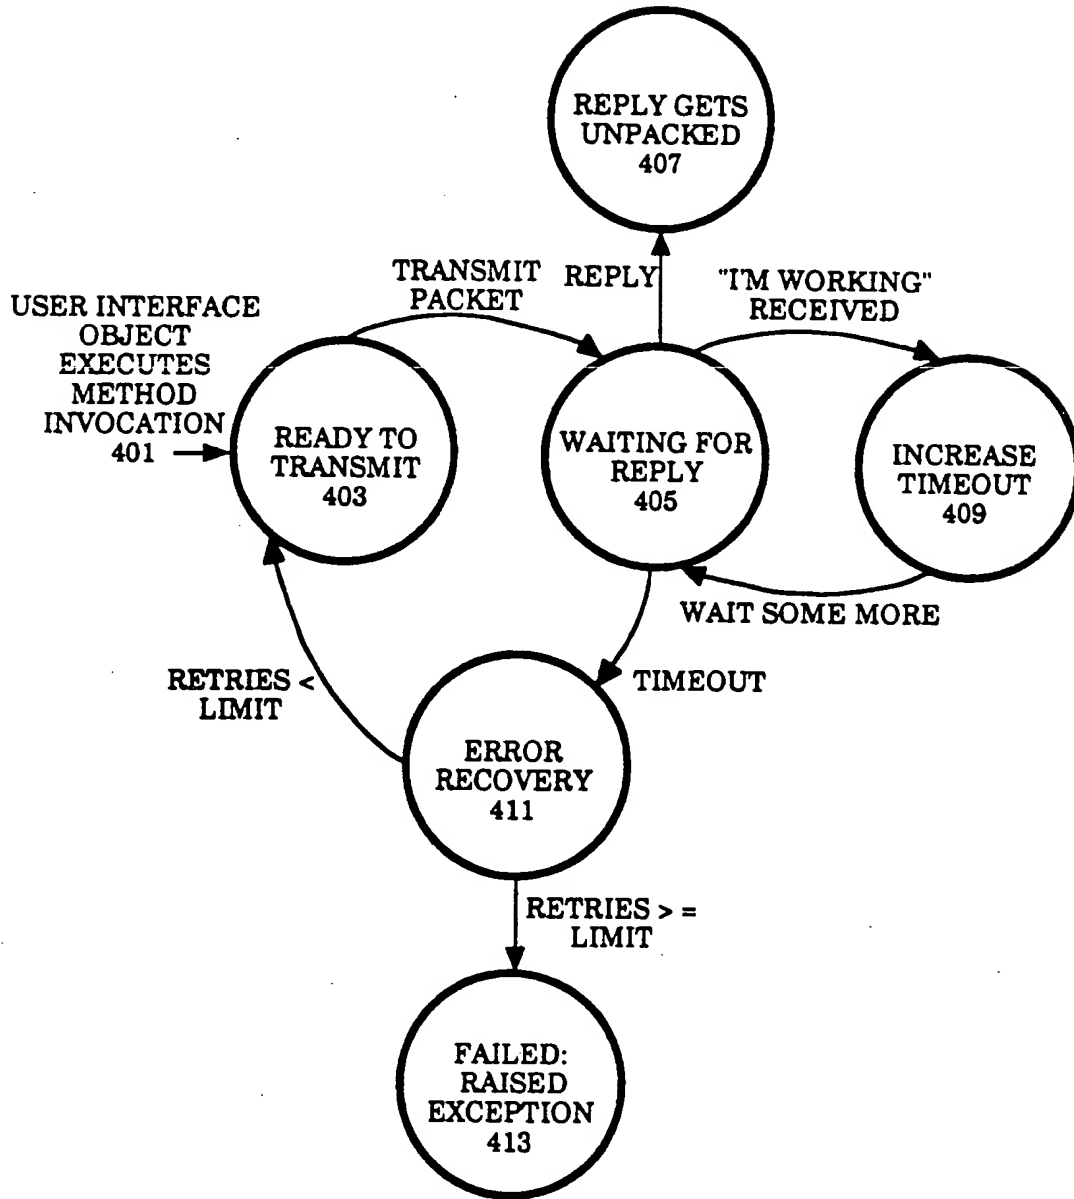 REPLY GETS
UNPACKED
407
TRANSMIT
PACKET
REPLY
"I'M WORKING"
RECEIVED
USER INTERFACE
OBJECT
EXECUTES
METHOD
INVOCATION
401
READY TO
TRANSMIT
403
WAITING FOR
REPLY
405
INCREASE
TIMEOUT
409
WAIT SOME MORE
RETRIES <
LIMIT
TIMEOUT
ERROR
RECOVERY
411
RETRIES > =
LIMIT
FAILED:
RAISED
EXCEPTION
413